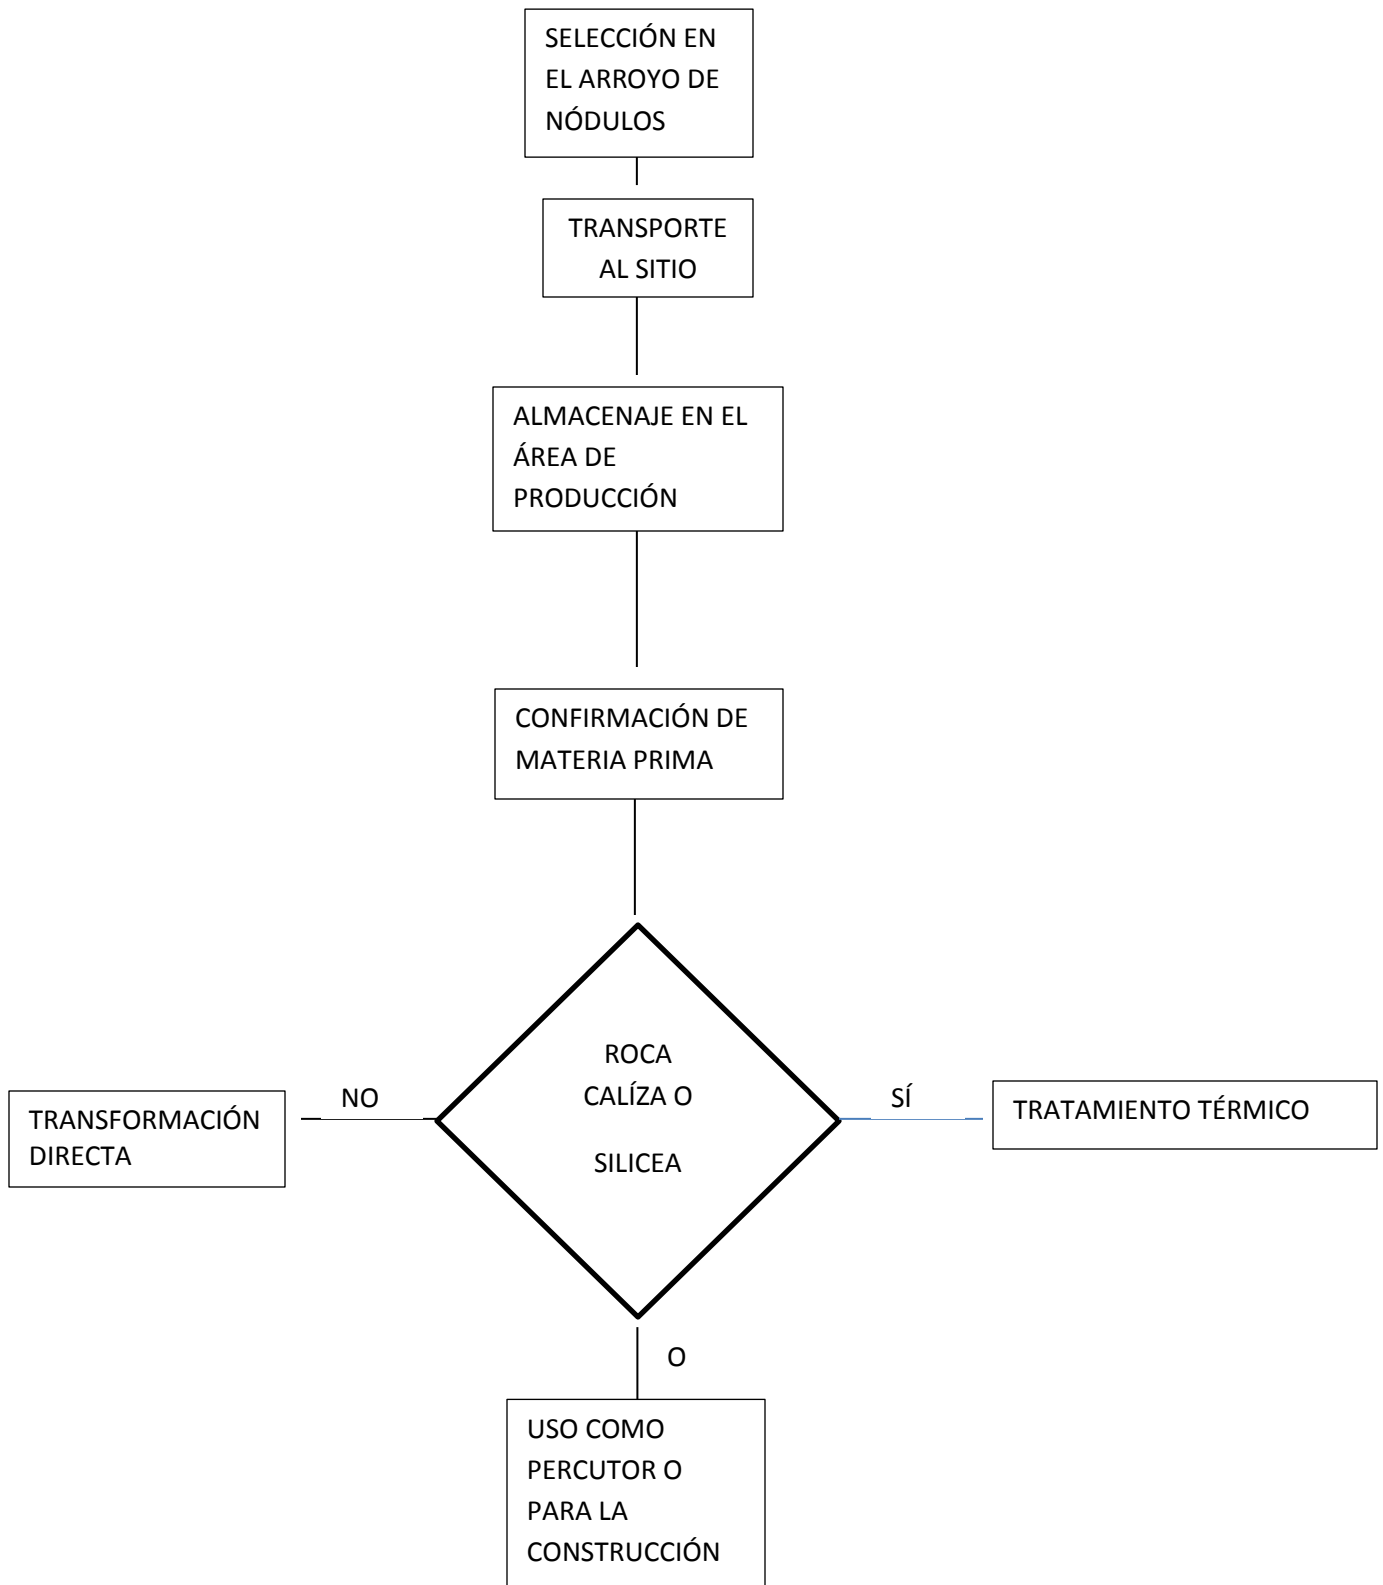 SELECCIÓN EN
EL ARROYO DE
NÓDULOS
TRANSPORTE
AL SITIO
ALMACENAJE EN EL
ÁREA DE
PRODUCCIÓN
CONFIRMACIÓN DE
MATERIA PRIMA
ROCA
CALÍZA O
SILICEA
NO
TRANSFORMACIÓN
DIRECTA
SÍ
TRATAMIENTO TÉRMICO
O
USO COMO
PERCUTOR O
PARA LA
CONSTRUCCIÓN